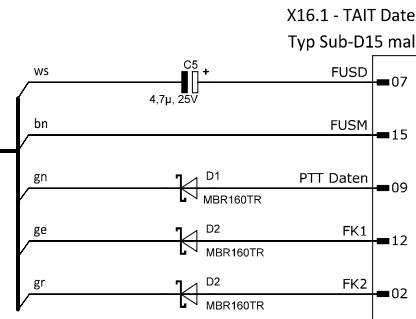 X16.1 - TAIT Date
Typ Sub-D15 mal
ws
C5
+
4,7µ, 25V
FUSD
07
bn
FUSM
15
gn
D1
MBR160TR
PTT Daten
09
ge
D2
MBR160TR
FK1
12
gr
D2
MBR160TR
FK2
02